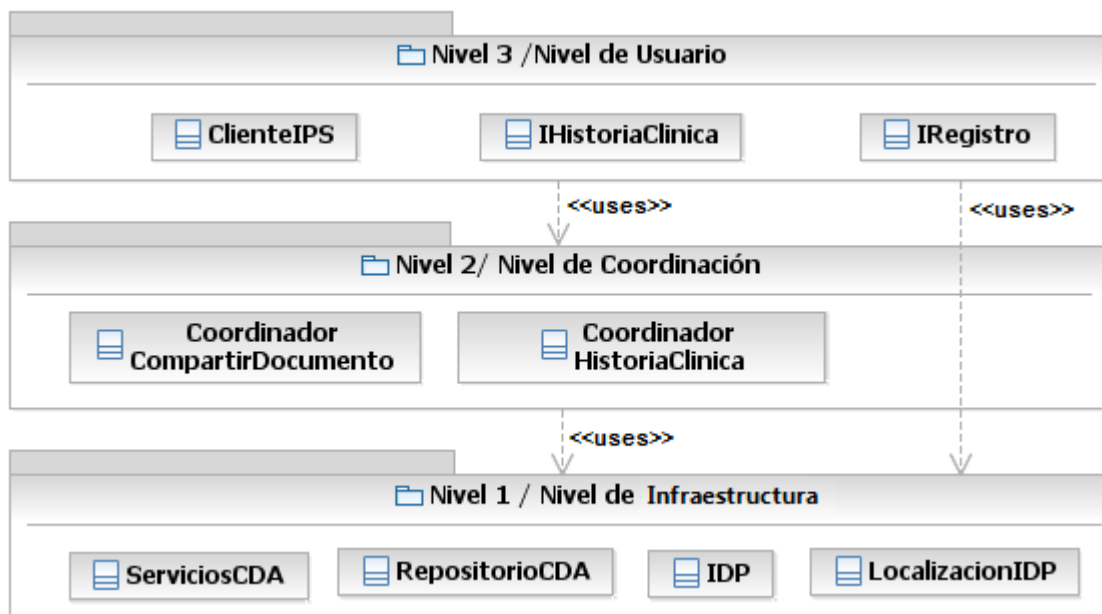 Nivel 3 /Nivel de Usuario
ClienteIPS
IHistoriaClinica
IRegistro
<<uses>>
<<uses>>
Nivel 2/ Nivel de Coordinación
Coordinador
CompartirDocumento
Coordinador
HistoriaClinica
<<uses>>
Nivel 1 / Nivel de Infraestructura
ServiciosCDA
RepositorioCDA
IDP
LocalizacionIDP